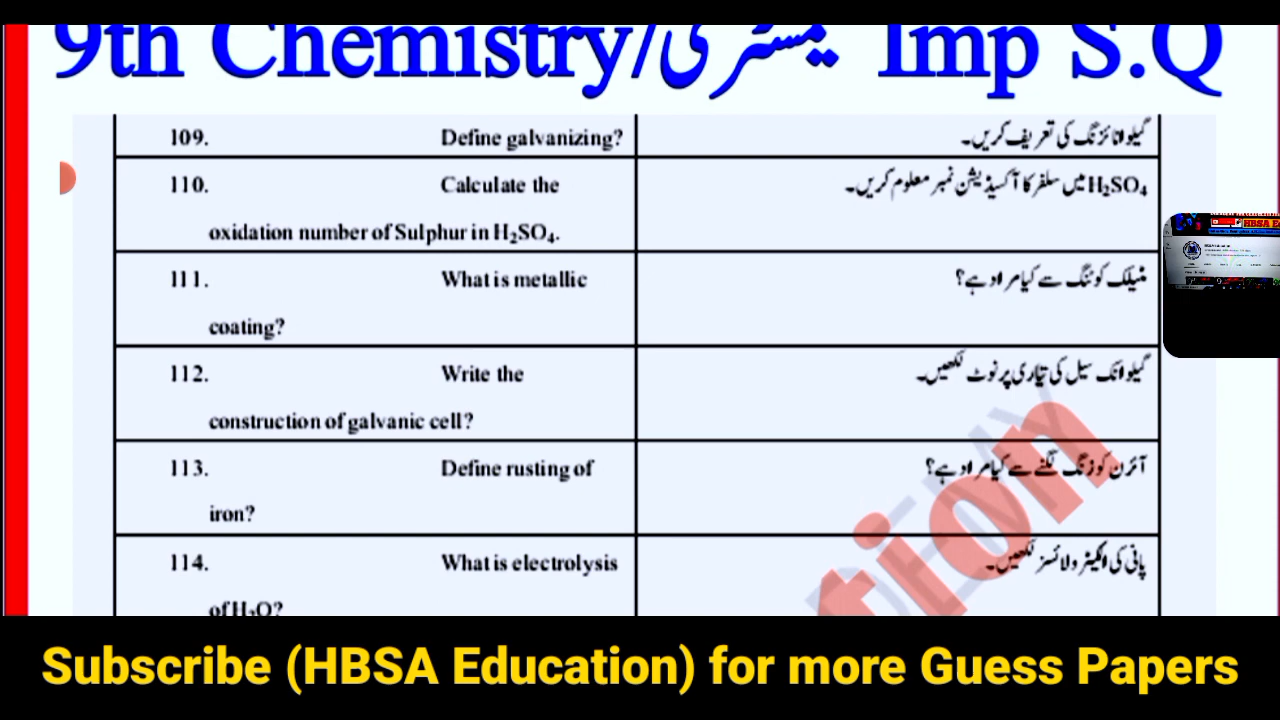 9th Chemistry/کیمسٹری Imp S.Q
109. Define galvanizing?
گیلوانائزنگ کی تعریف کریں۔
110. Calculate the
oxidation number of Sulphur in H₂SO₄.
H₂SO₄ میں سلفر کا آکسیڈیشن نمبر معلوم کریں۔
111. What is metallic
coating?
میٹیلک کوٹنگ سے کیا مراد ہے؟
112. Write the
construction of galvanic cell?
گیلوانک سیل کی تیاری پر نوٹ لکھیں۔
113. Define rusting of
iron?
آئرن کو زنگ لگنے سے کیا مراد ہے؟
114. What is electrolysis
of H₂O?
پانی کی الیکٹرولائسز لکھیں۔
tion
Subscribe (HBSA Education) for more Guess Papers